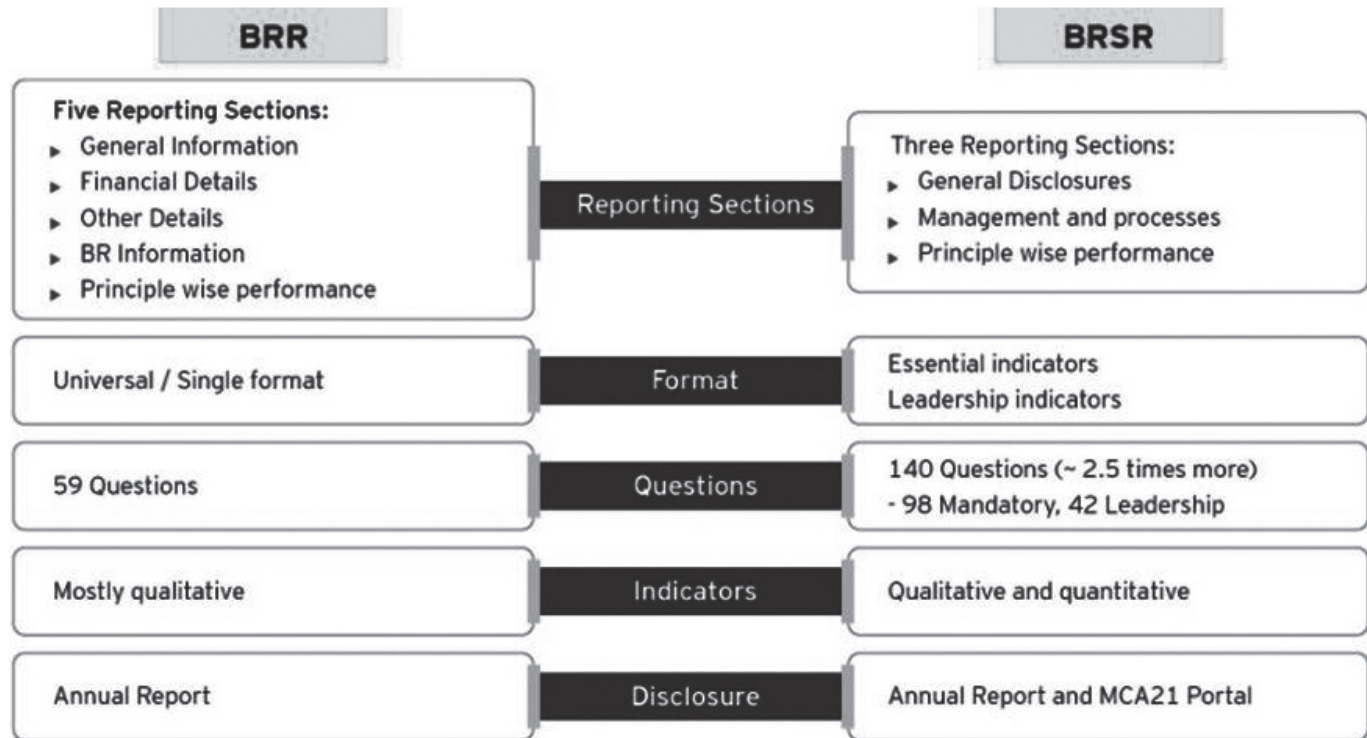 BRR
BRSR
Five Reporting Sections:
► General Information
► Financial Details
► Other Details
► BR Information
► Principle wise performance
Reporting Sections
Three Reporting Sections:
► General Disclosures
► Management and processes
► Principle wise performance
Universal / Single format
Format
Essential indicators
Leadership indicators
59 Questions
Questions
140 Questions (~ 2.5 times more)
- 98 Mandatory, 42 Leadership
Mostly qualitative
Indicators
Qualitative and quantitative
Annual Report
Disclosure
Annual Report and MCA21 Portal